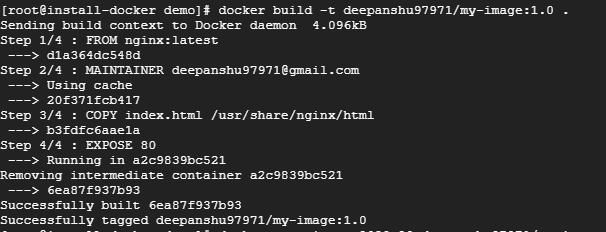 [root@install-docker demo]# docker build -t deepanshu97971/my-image:1.0 .
Sending build context to Docker daemon  4.096kB
Step 1/4 : FROM nginx:latest
 ---> d1a364dc548d
Step 2/4 : MAINTAINER deepanshu97971@gmail.com
 ---> Using cache
 ---> 20f371fcb417
Step 3/4 : COPY index.html /usr/share/nginx/html
 ---> b3fdfc6aae1a
Step 4/4 : EXPOSE 80
 ---> Running in a2c9839bc521
Removing intermediate container a2c9839bc521
 ---> 6ea87f937b93
Successfully built 6ea87f937b93
Successfully tagged deepanshu97971/my-image:1.0